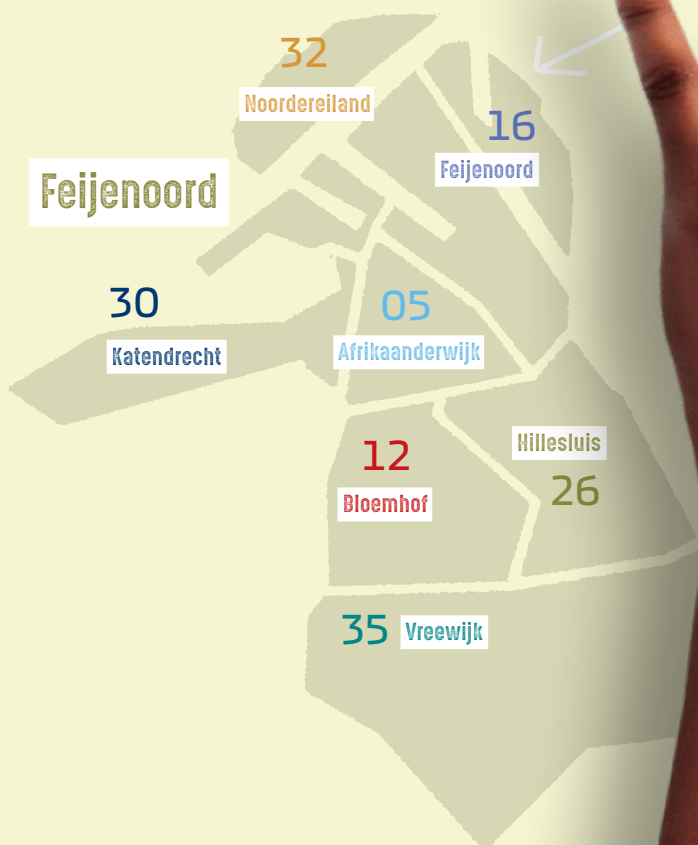 32
Noordereiland
16
Feijenoord
Feijenoord
30
Katendrecht
05
Afrikaanderwijk
12
Bloemhof
Hillesluis
26
35 Vreewijk